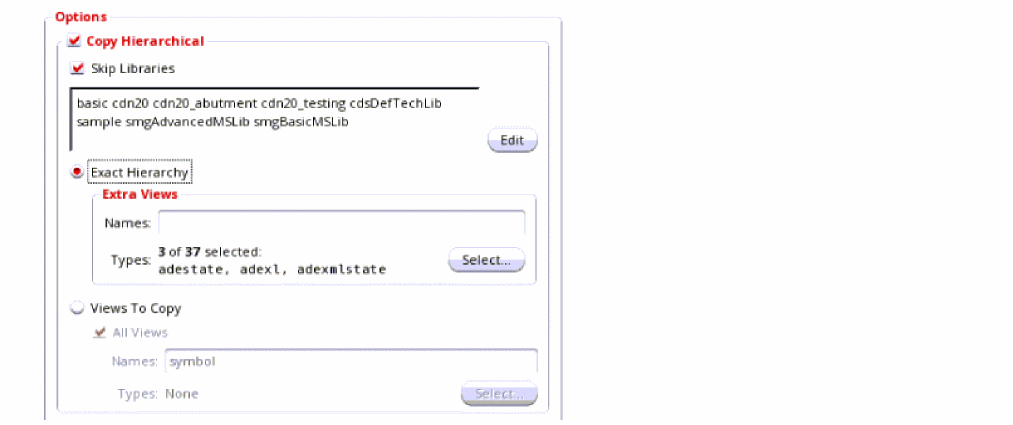 Options
Copy Hierarchical
Skip Libraries
basic cdn20 cdn20_abutment cdn20_testing cdsDefTechLib
sample smgAdvancedMSLib smgBasicMSLib
Edit
Exact Hierarchy
Extra Views
Names:
Types: 3 of 37 selected:
adestate, adexl, adexmlstate
Select...
Views To Copy
All Views
Names: symbol
Types: None
Select...